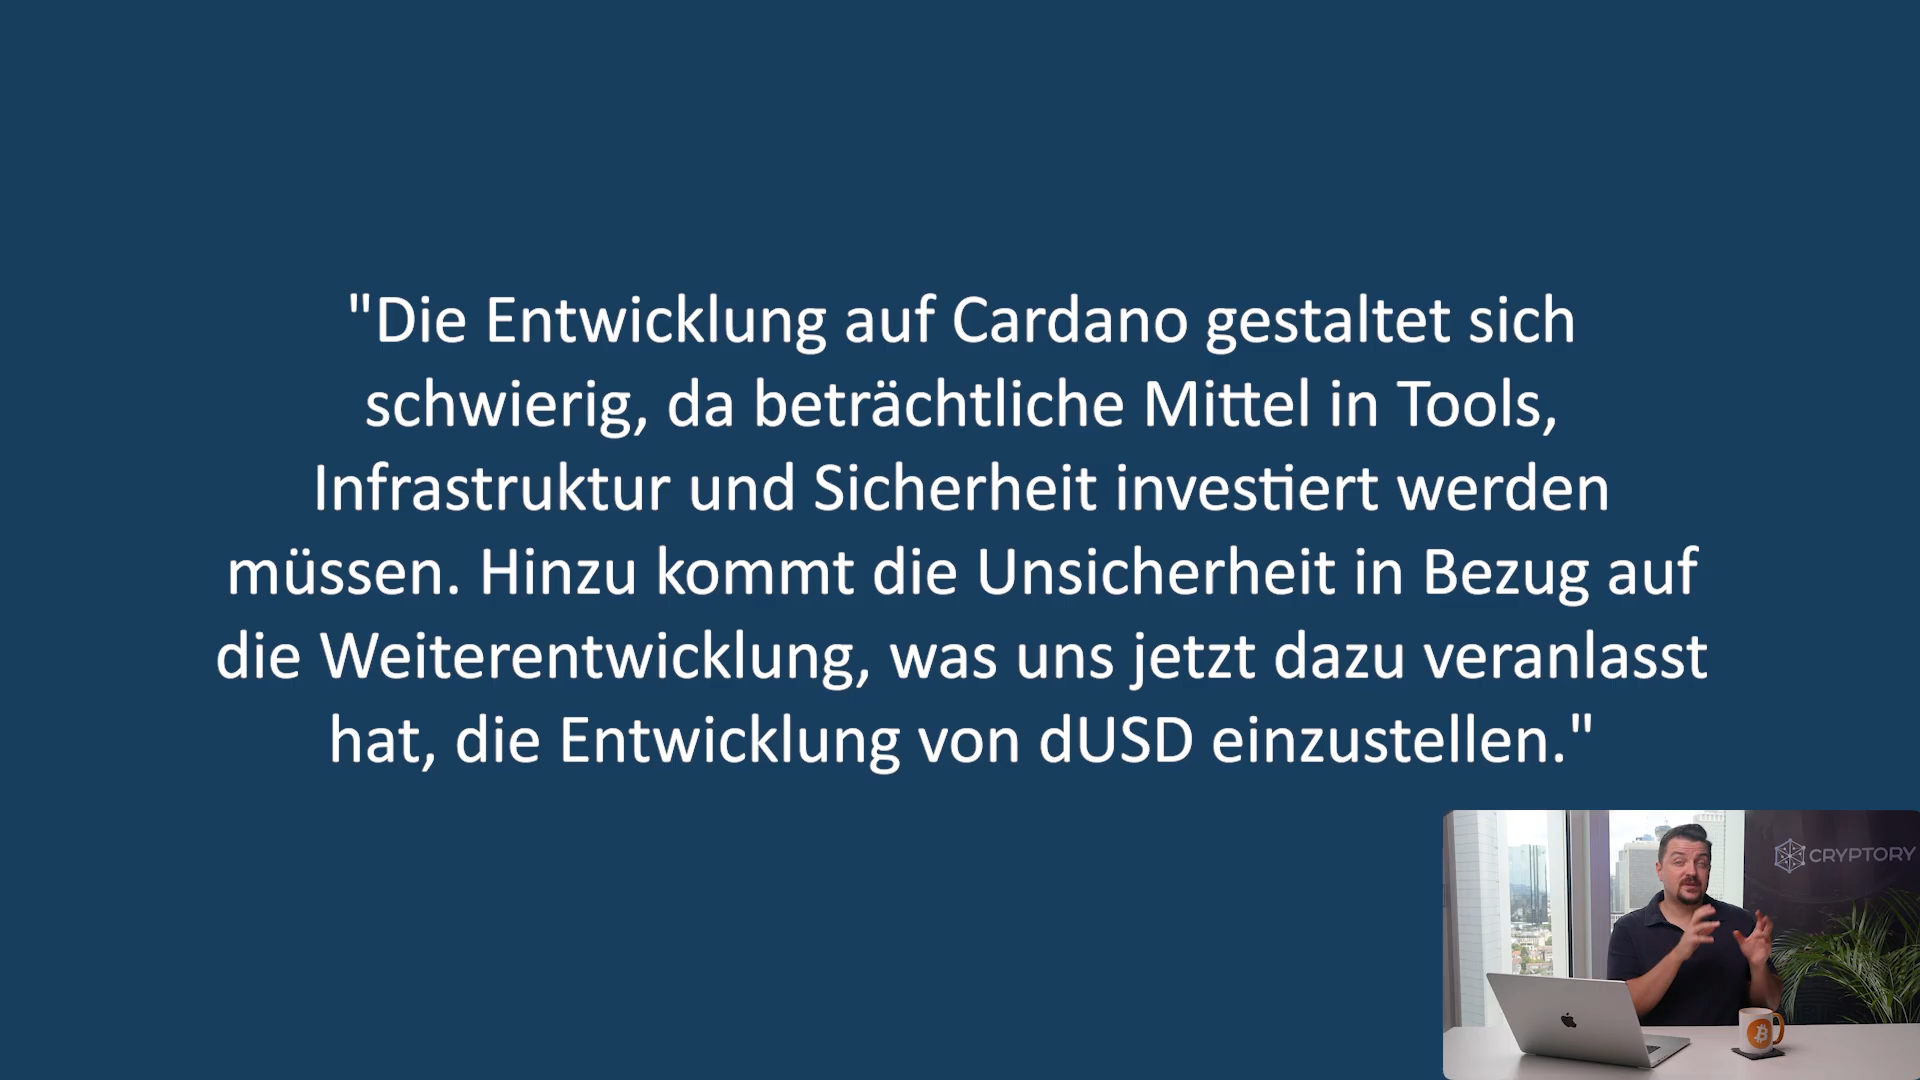 "Die Entwicklung auf Cardano gestaltet sich
schwierig, da beträchtliche Mittel in Tools,
Infrastruktur und Sicherheit investiert werden
müssen. Hinzu kommt die Unsicherheit in Bezug auf
die Weiterentwicklung, was uns jetzt dazu veranlasst
hat, die Entwicklung von dUSD einzustellen."
CRYPTORY